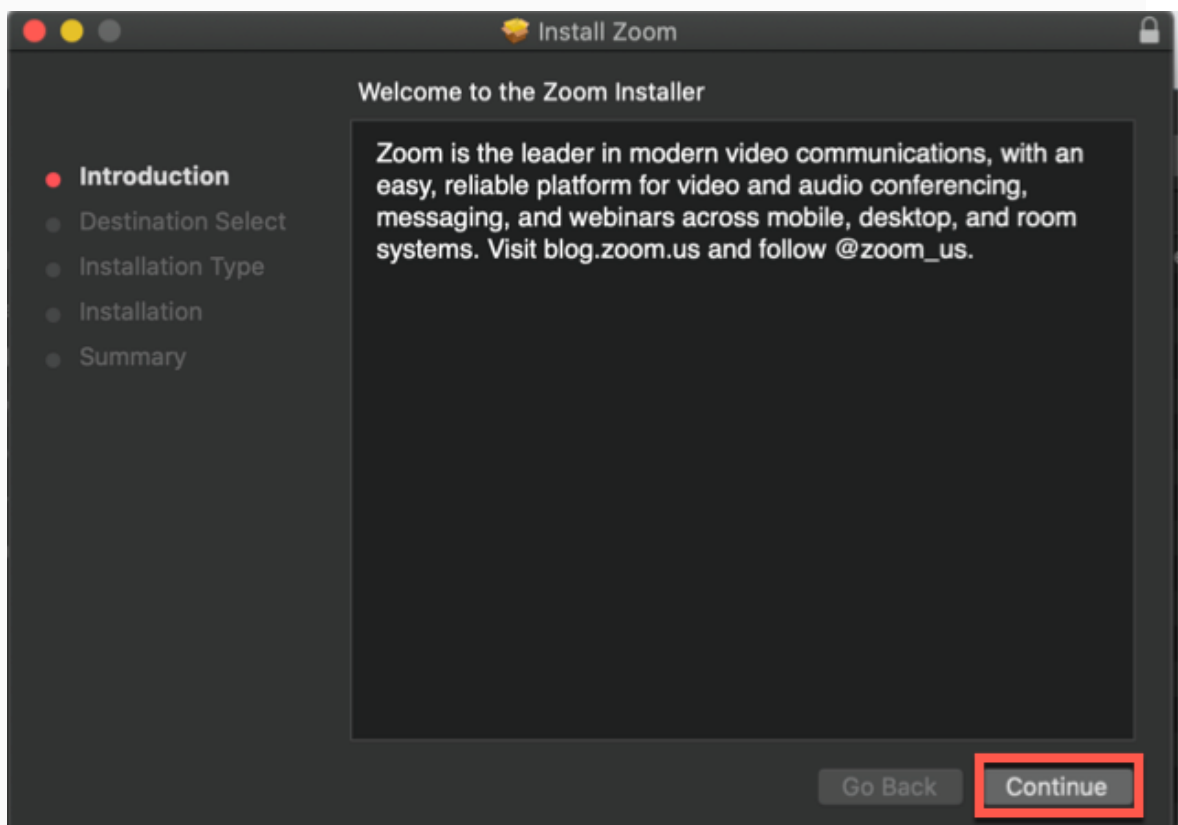 Install Zoom
Welcome to the Zoom Installer
Introduction
Destination Select
Installation Type
Installation
Summary
Zoom is the leader in modern video communications, with an
easy, reliable platform for video and audio conferencing,
messaging, and webinars across mobile, desktop, and room
systems. Visit blog.zoom.us and follow @zoom_us.
Go Back
Continue